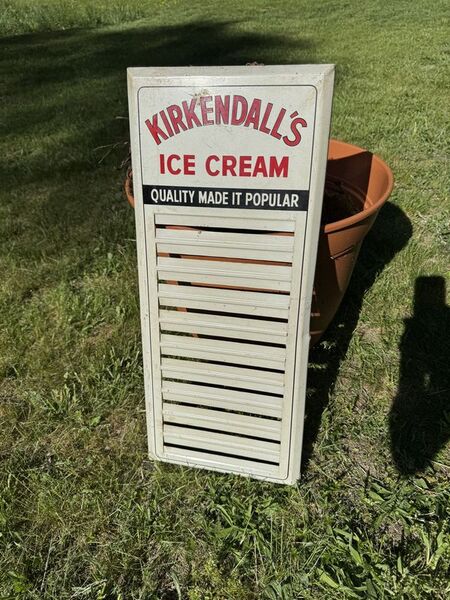 KIRKENDALL'S
ICE CREAM
QUALITY MADE IT POPULAR